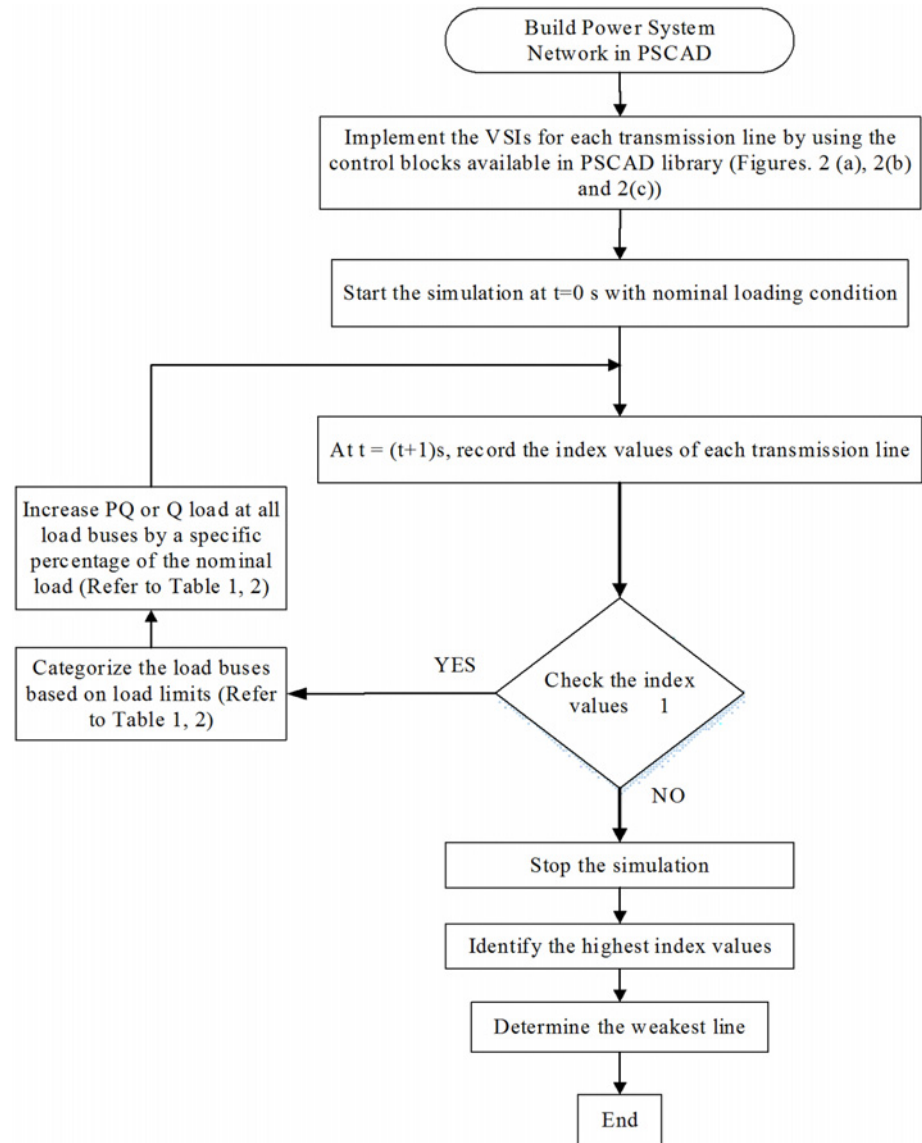 Build Power System
Network in PSCAD
Implement the VSIs for each transmission line by using the
control blocks available in PSCAD library (Figures. 2 (a), 2(b)
and 2(c))
Start the simulation at t=0 s with nominal loading condition
At t = (t+1)s, record the index values of each transmission line
Increase PQ or Q load at all
load buses by a specific
percentage of the nominal
load (Refer to Table 1, 2)
Categorize the load buses
based on load limits (Refer
to Table 1, 2)
YES
Check the index
values 1
NO
Stop the simulation
Identify the highest index values
Determine the weakest line
End